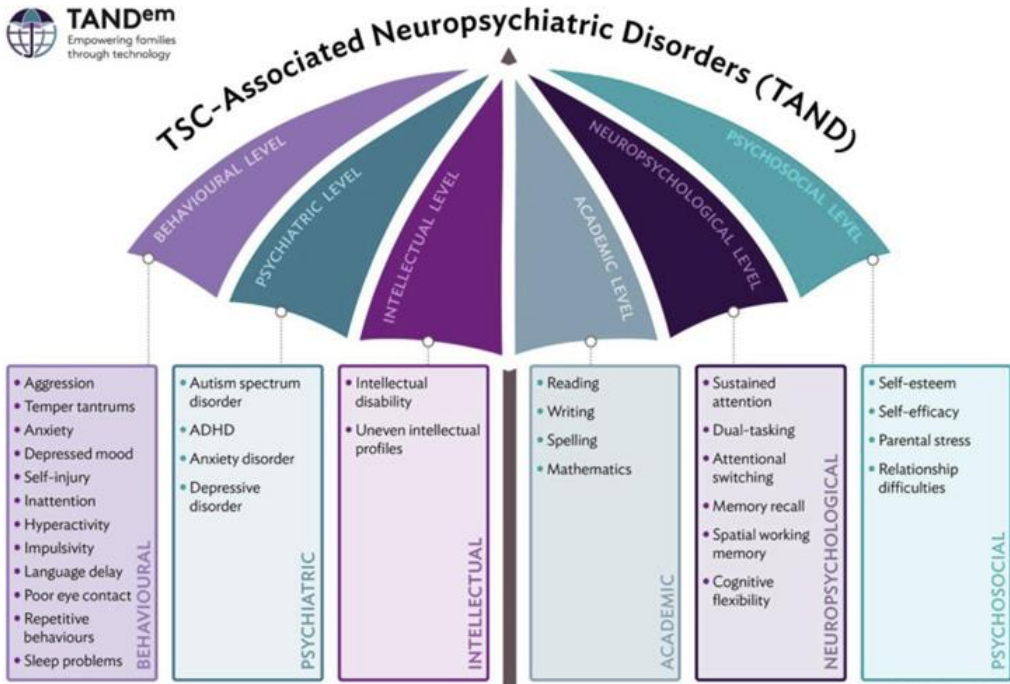 TANDem
Empowering families
through technology
TSC-Associated Neuropsychiatric Disorders (TAND)
BEHAVIOURAL LEVEL
PSYCHIATRIC LEVEL
INTELLECTUAL LEVEL
ACADEMIC LEVEL
NEUROPSYCHOLOGICAL LEVEL
PSYCHOSOCIAL LEVEL
• Aggression
• Temper tantrums
• Anxiety
• Depressed mood
• Self-injury
• Inattention
• Hyperactivity
• Impulsivity
• Language delay
• Poor eye contact
• Repetitive
behaviours
• Sleep problems
BEHAVIOURAL
• Autism spectrum
disorder
• ADHD
• Anxiety disorder
• Depressive
disorder
PSYCHIATRIC
• Intellectual
disability
• Uneven intellectual
profiles
INTELLECTUAL
• Reading
• Writing
• Spelling
• Mathematics
ACADEMIC
• Sustained
attention
• Dual-tasking
• Attentional
switching
• Memory recall
• Spatial working
memory
• Cognitive
flexibility
NEUROPSYCHOLOGICAL
• Self-esteem
• Self-efficacy
• Parental stress
• Relationship
difficulties
PSYCHOSOCIAL